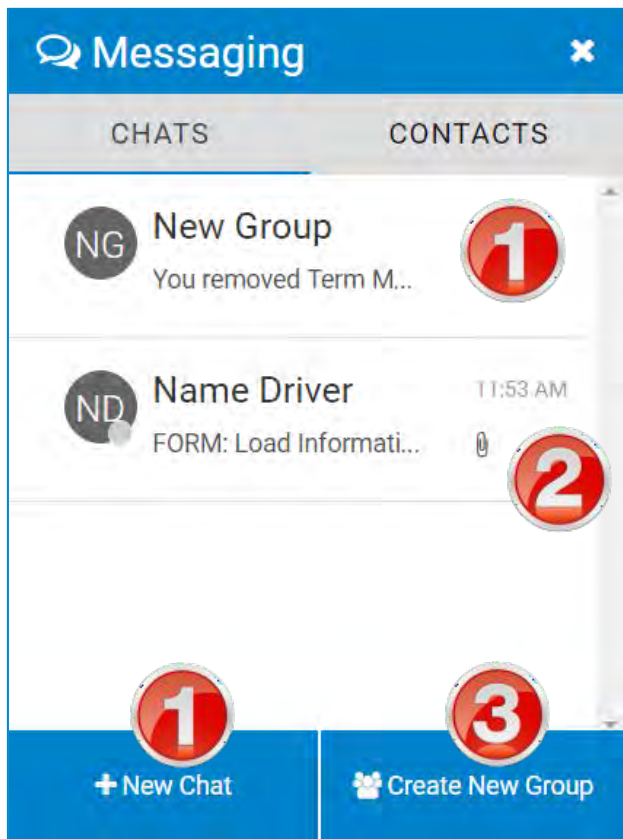 Messaging
CHATS CONTACTS
NG New Group 1
You removed Term M...
ND Name Driver 11:53 AM
FORM: Load Informati...
2
1 3
New Chat Create New Group